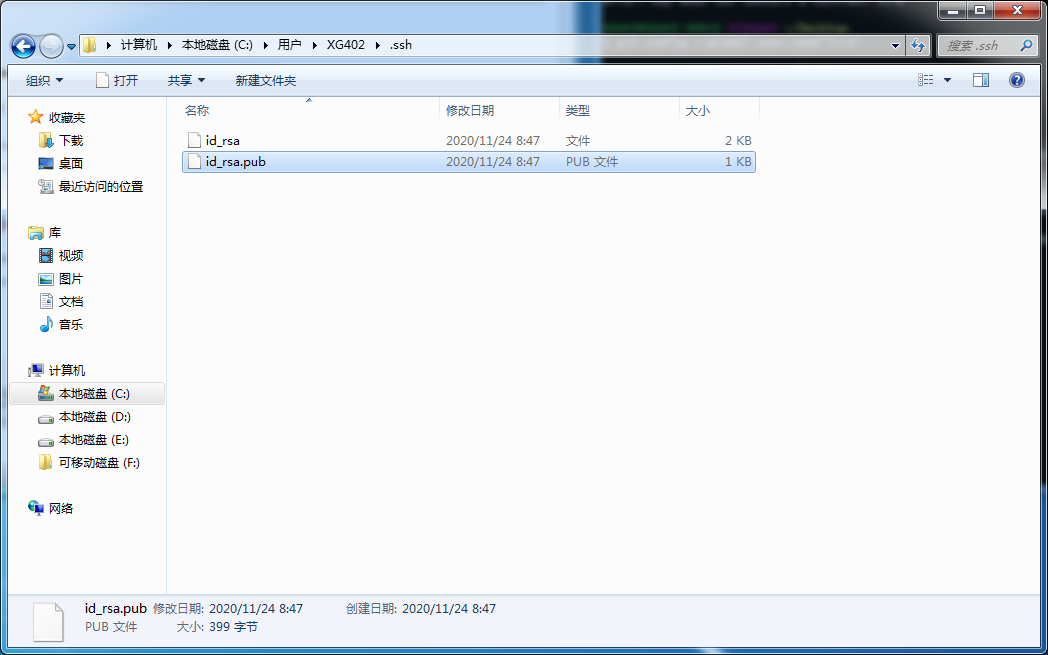 计算机 本地磁盘 (C:) 用户 XG402 .ssh 搜索 .ssh
组织 打开 共享 新建文件夹
名称 修改日期 类型 大小
id_rsa 2020/11/24 8:47 文件 2 KB
id_rsa.pub 2020/11/24 8:47 PUB 文件 1 KB
收藏夹
下载
桌面
最近访问的位置
库
视频
图片
文档
音乐
计算机
本地磁盘 (C:)
本地磁盘 (D:)
本地磁盘 (E:)
可移动磁盘 (F:)
网络
id_rsa.pub 修改日期: 2020/11/24 8:47 创建日期: 2020/11/24 8:47
PUB 文件 大小: 399 字节